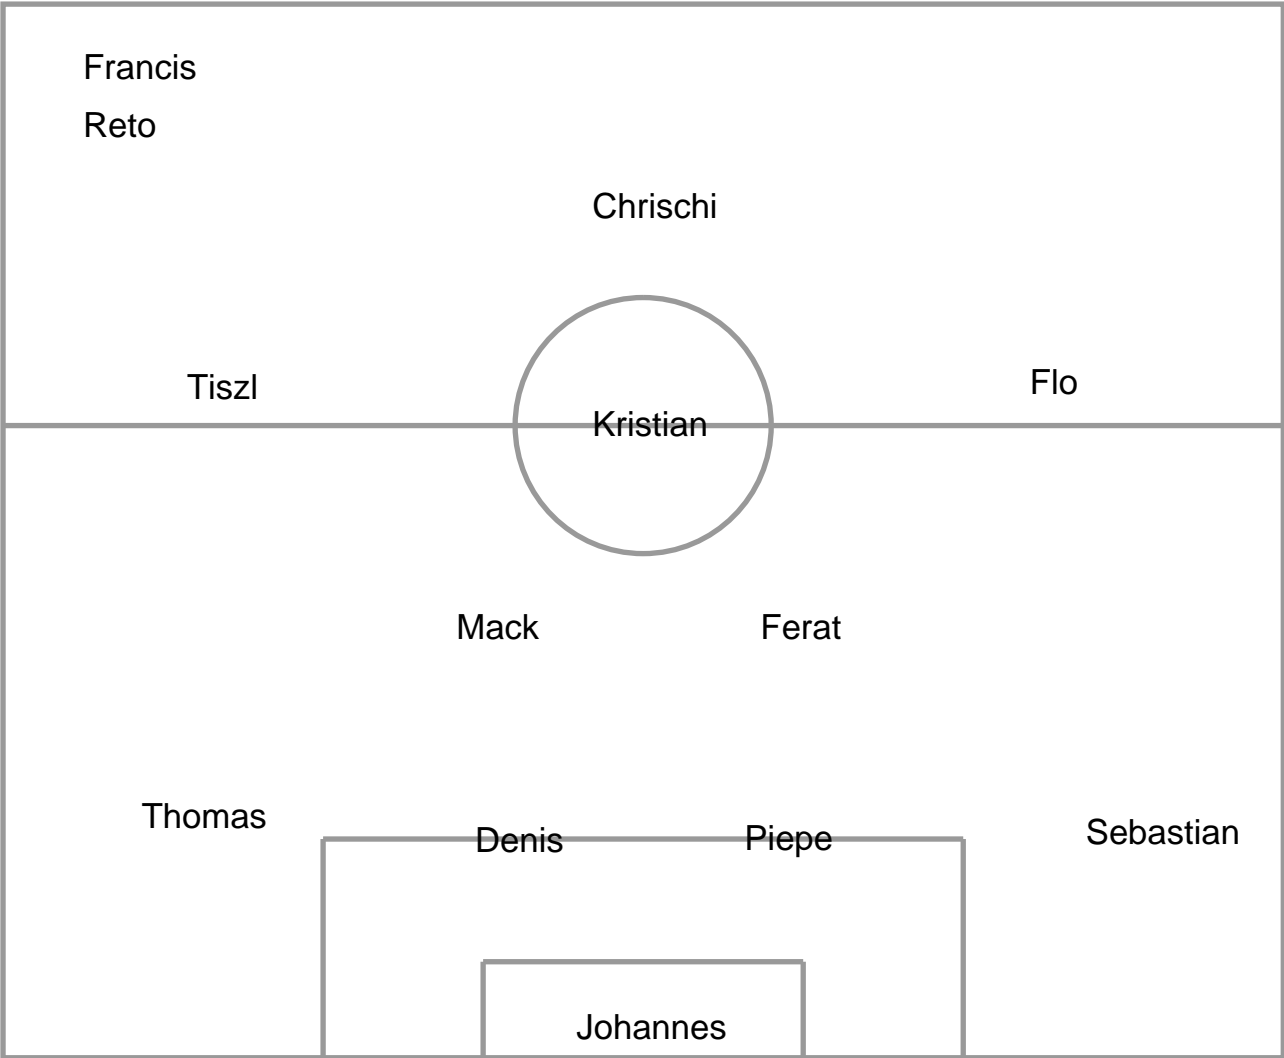 Francis
Reto
Chrischi
Tiszl
Flo
Kristian
Mack
Ferat
Thomas
Denis
Piepe
Sebastian
Johannes